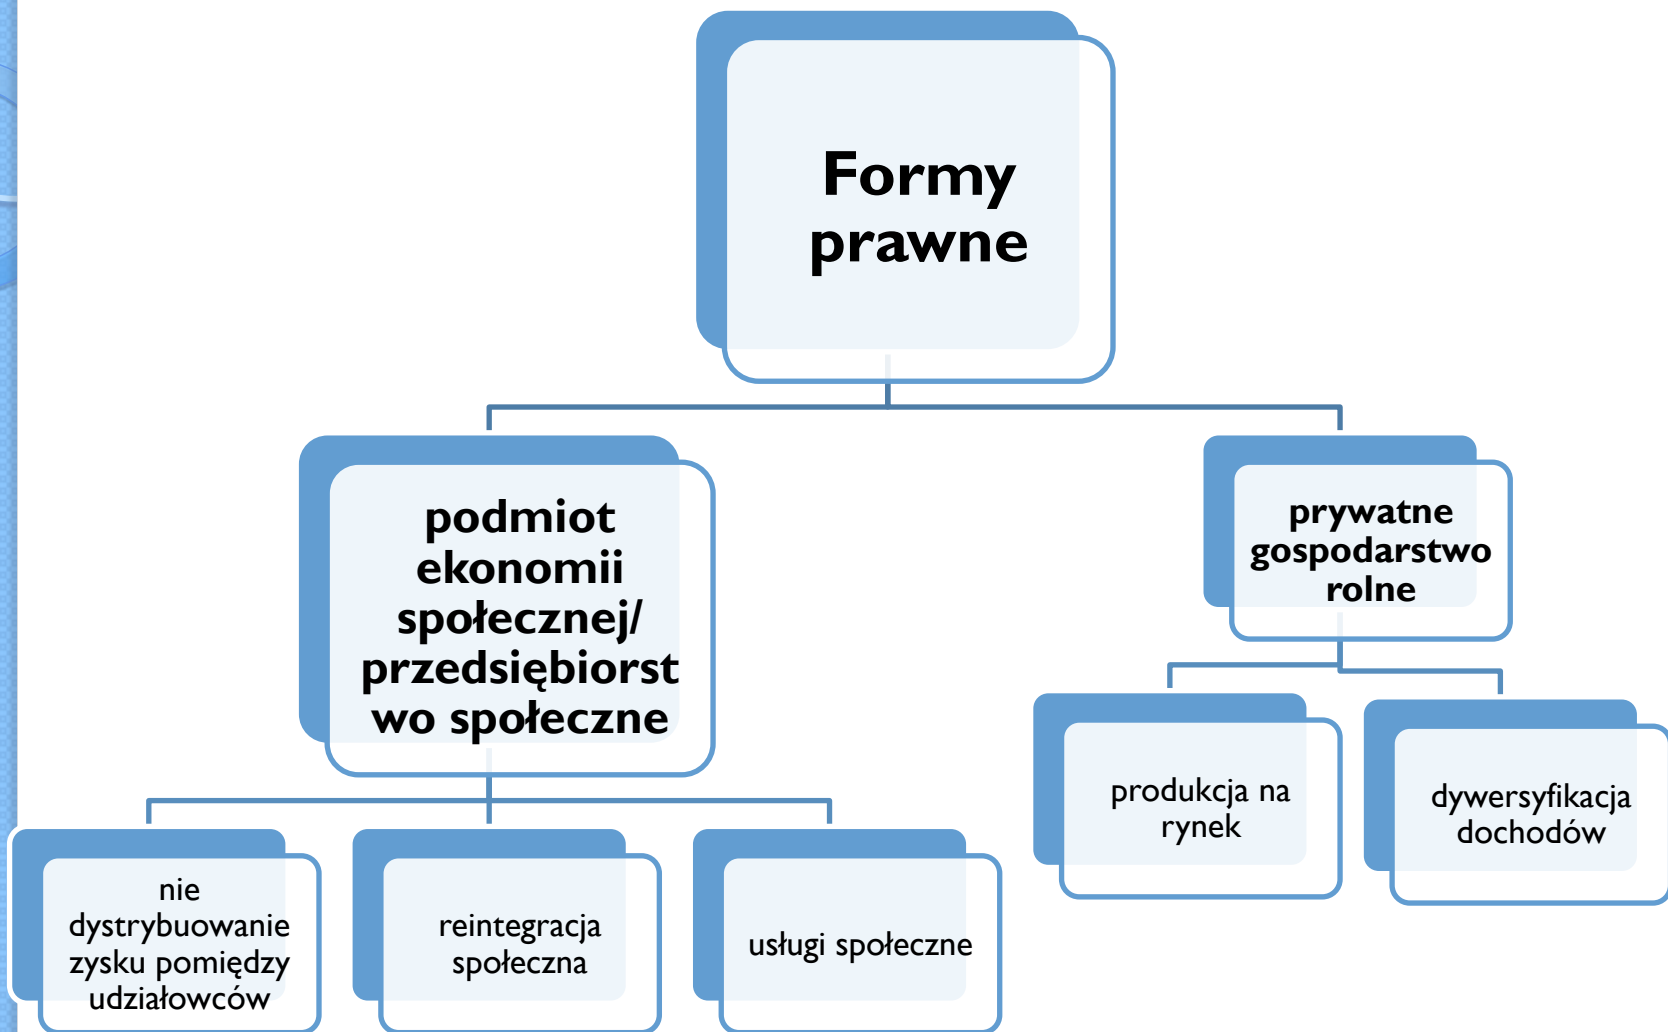 Formy
prawne
podmiot
ekonomii
społecznej/
przedsiębiorst
wo społeczne
prywatne
gospodarstwo
rolne
nie
dystrybuowanie
zysku pomiędzy
udziałowców
reintegracja
społeczna
usługi społeczne
produkcja na
rynek
dywersyfikacja
dochodów